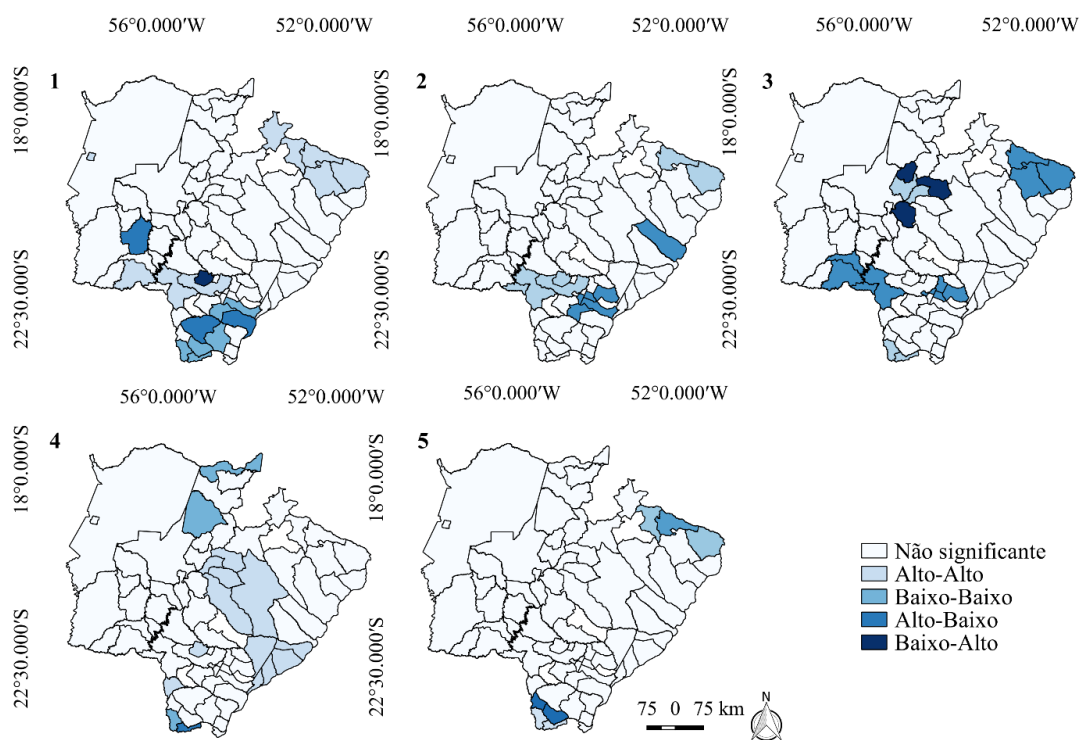 56°0.000′W 52°0.000′W 56°0.000′W 52°0.000′W 56°0.000′W 52°0.000′W
1 2 3
18°0.000′S 18°0.000′S 18°0.000′S
22°30.000′S 22°30.000′S 22°30.000′S
56°0.000′W 52°0.000′W 56°0.000′W 52°0.000′W
4 5
18°0.000′S 18°0.000′S
22°30.000′S 22°30.000′S
Não significante
Alto-Alto
Baixo-Baixo
Alto-Baixo
Baixo-Alto
75 0 75 km
N